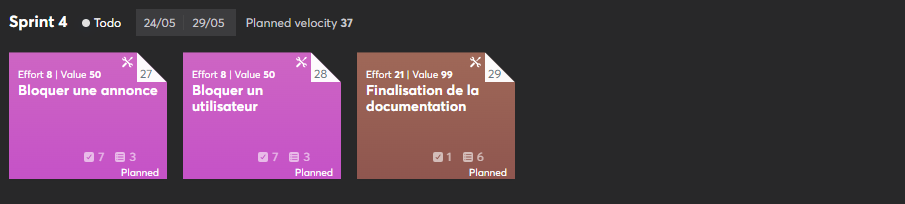 Sprint 4 Todo 24/05 29/05 Planned velocity 37
27
Effort 8 | Value 50
Bloquer une annonce
7 3
Planned
28
Effort 8 | Value 50
Bloquer un
utilisateur
7 3
Planned
29
Effort 21 | Value 99
Finalisation de la
documentation
1 6
Planned